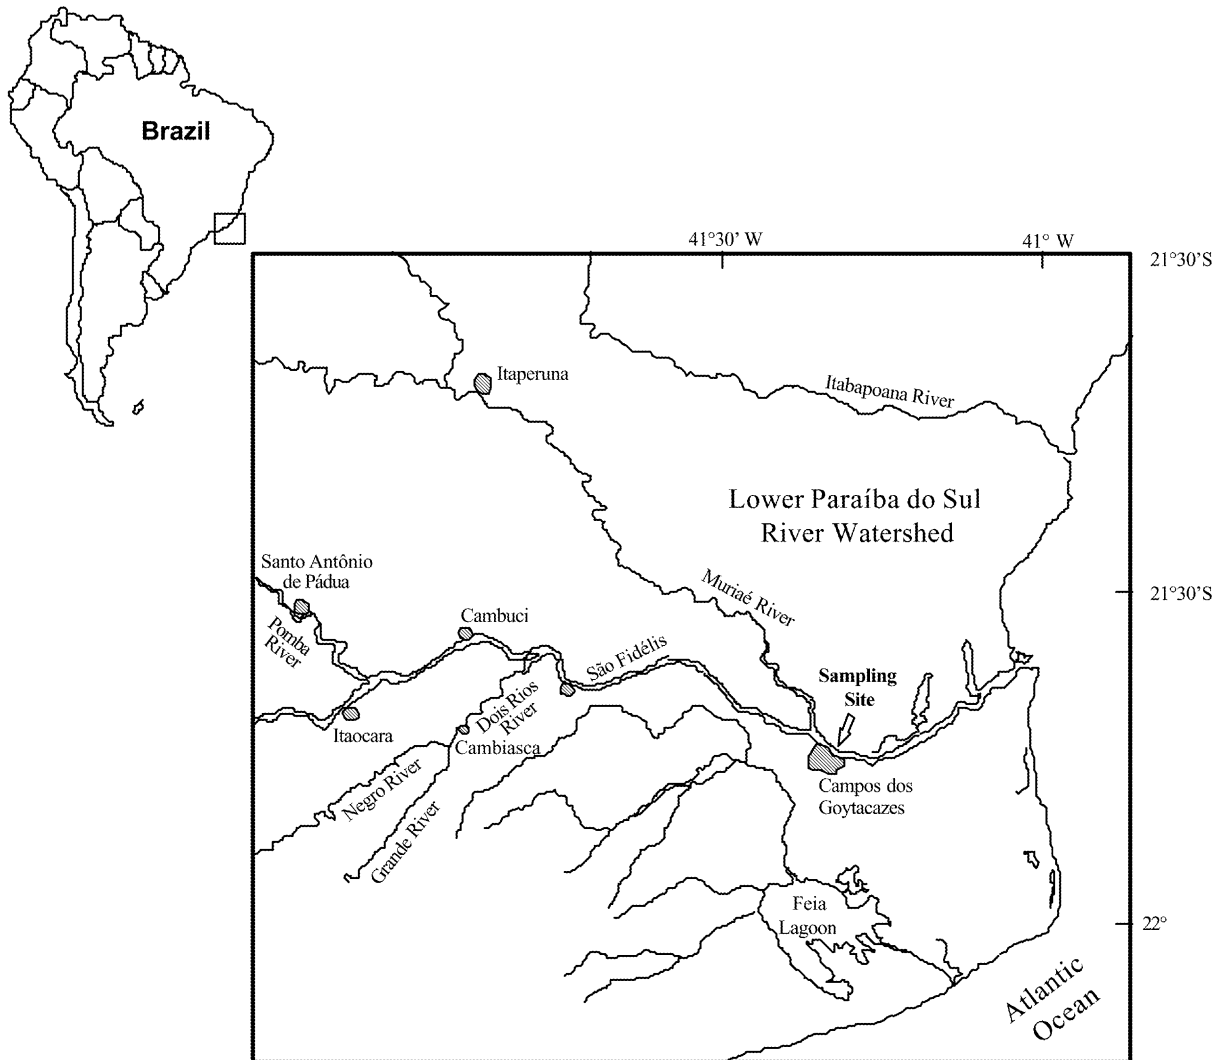 Brazil
41°30' W
41° W
21°30'S
Itaperuna
Itabapoana River
Lower Paraíba do Sul
River Watershed
Santo Antônio
de Pádua
Muriaé River
21°30'S
Cambuci
Pomba
River
São Fidélis
Sampling
Site
Dois Rios
River
Itaocara
Cambiasca
Negro River
Campos dos
Goytacazes
Grande River
Feia
Lagoon
22°
Atlantic
Ocean